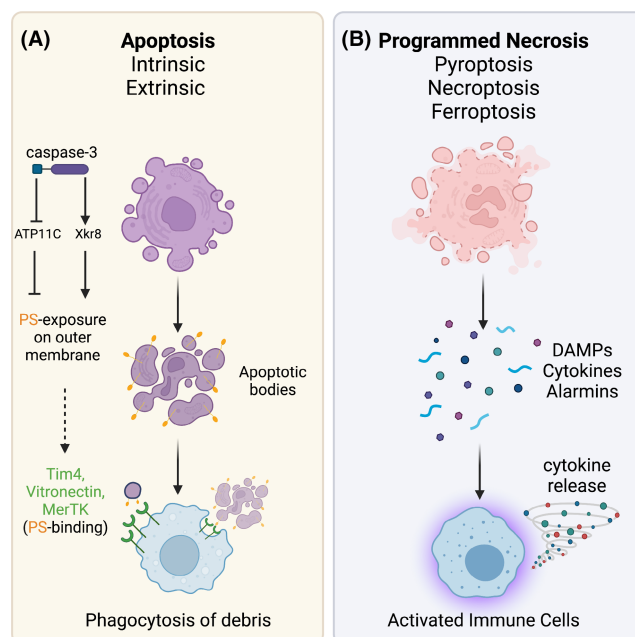 (A)
Apoptosis
Intrinsic
Extrinsic
caspase-3
ATP11C
Xkr8
PS-exposure
on outer
membrane
Apoptotic
bodies
Tim4,
Vitronectin,
MerTK
(PS-binding)
Phagocytosis of debris
(B)
Programmed Necrosis
Pyroptosis
Necroptosis
Ferroptosis
DAMPs
Cytokines
Alarmins
cytokine
release
Activated Immune Cells